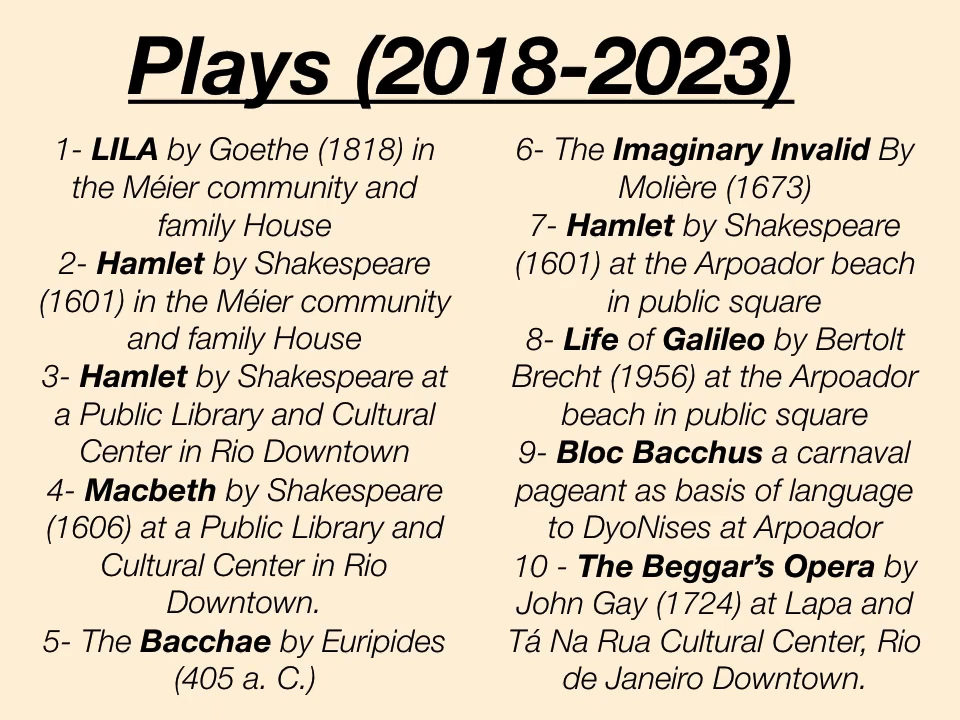 Plays (2018-2023)
1- LILA by Goethe (1818) in
the Méier community and
family House
2- Hamlet by Shakespeare
(1601) in the Méier community
and family House
3- Hamlet by Shakespeare at
a Public Library and Cultural
Center in Rio Downtown
4- Macbeth by Shakespeare
(1606) at a Public Library and
Cultural Center in Rio
Downtown.
5- The Bacchae by Euripides
(405 a. C.)
6- The Imaginary Invalid By
Molière (1673)
7- Hamlet by Shakespeare
(1601) at the Arpoador beach
in public square
8- Life of Galileo by Bertolt
Brecht (1956) at the Arpoador
beach in public square
9- Bloc Bacchus a carnaval
pageant as basis of language
to DyoNises at Arpoador
10 - The Beggar’s Opera by
John Gay (1724) at Lapa and
Tá Na Rua Cultural Center, Rio
de Janeiro Downtown.